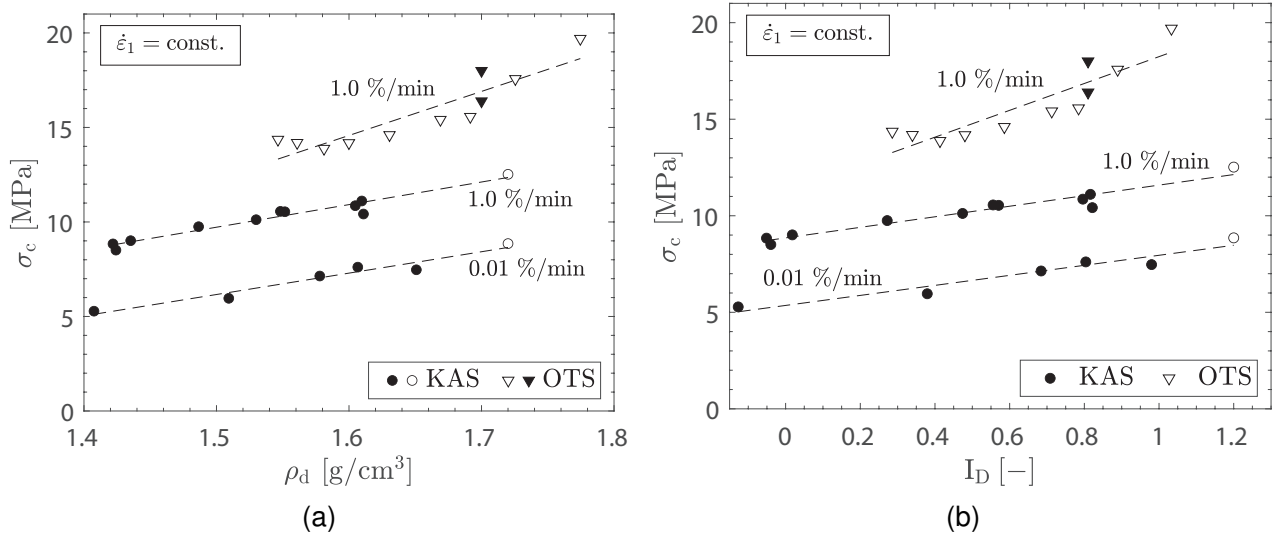 ε̇₁ = const.
1.0 %/min
1.0 %/min
0.01 %/min
KAS
OTS
0
5
10
15
20
σc [MPa]
1.4
1.5
1.6
1.7
1.8
ρd [g/cm³]
(a)
ε̇₁ = const.
1.0 %/min
1.0 %/min
0.01 %/min
KAS
OTS
0
5
10
15
20
σc [MPa]
0
0.2
0.4
0.6
0.8
1
1.2
I_D [−]
(b)